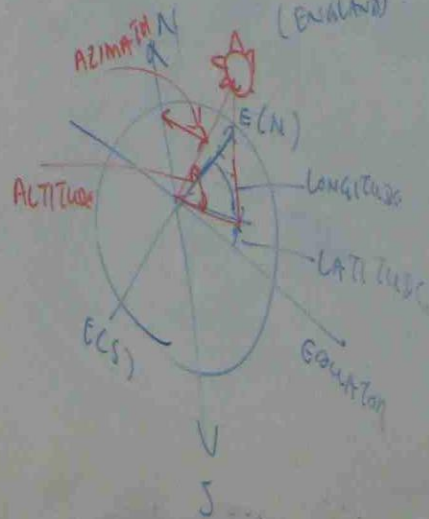 (ENGLAND)
AZIMATH N
E(N)
ALTITUDE
LONGITUDE
LATITUDE
E(S)
EQUATOR
S